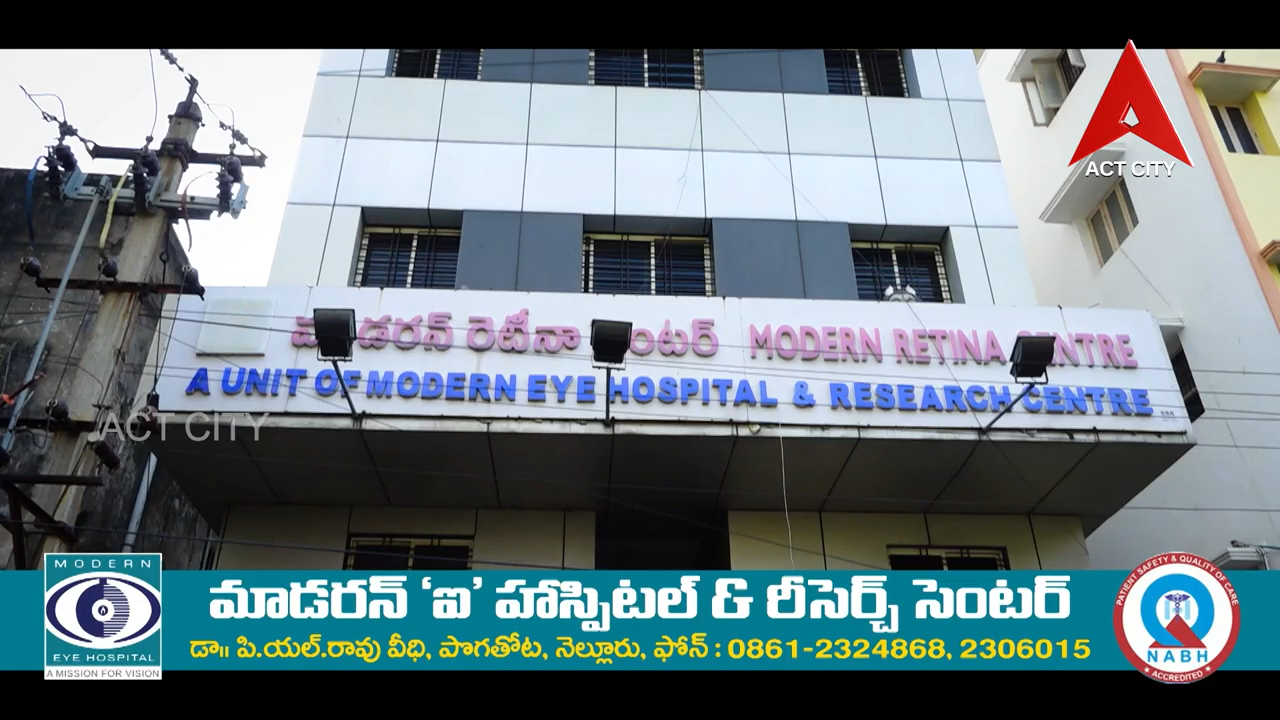 ACT CITY
మాడరన్ రెటీనా సెంటర్ MODERN RETINA CENTRE
A UNIT OF MODERN EYE HOSPITAL & RESEARCH CENTRE
ACT CITY
MODERN
EYE HOSPITAL
A MISSION FOR VISION
మాడరన్ 'ఐ' హాస్పిటల్ & రీసెర్చ్ సెంటర్
డా॥ పి.యల్.రావు వీధి, పొగతోట, నెల్లూరు, ఫోన్ : 0861-2324868, 2306015
PATIENT SAFETY & QUALITY OF CARE
NABH
ACCREDITED